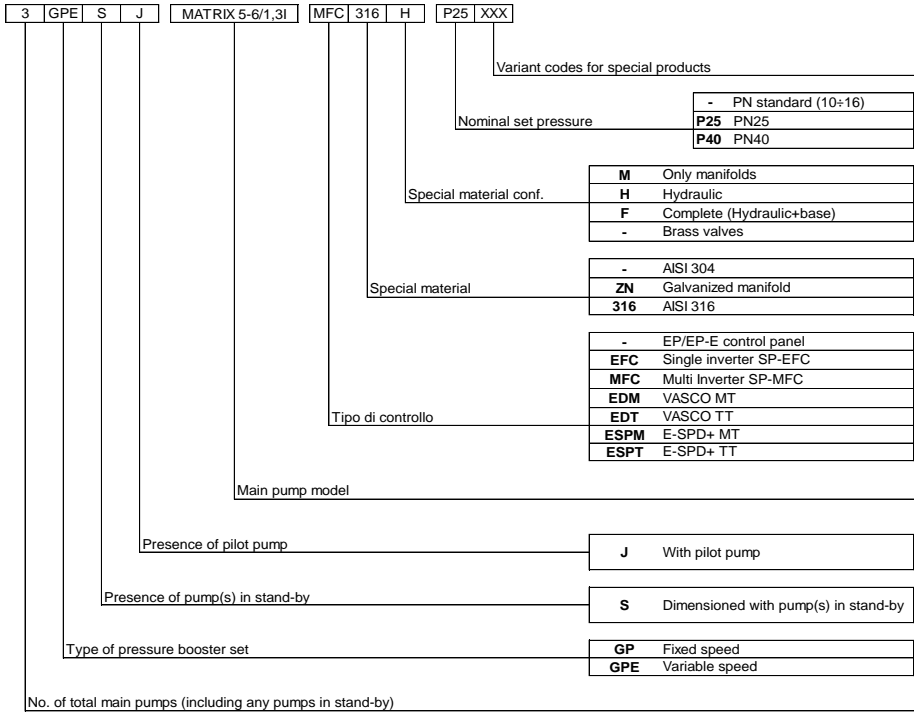 3 GPE S J MATRIX 5-6/1,3I MFC 316 H P25 XXX
Variant codes for special products
Nominal set pressure
- PN standard (10÷16)
P25 PN25
P40 PN40
Special material conf.
M Only manifolds
H Hydraulic
F Complete (Hydraulic+base)
- Brass valves
Special material
- AISI 304
ZN Galvanized manifold
316 AISI 316
Tipo di controllo
- EP/EP-E control panel
EFC Single inverter SP-EFC
MFC Multi Inverter SP-MFC
EDM VASCO MT
EDT VASCO TT
ESPM E-SPD+ MT
ESPT E-SPD+ TT
Main pump model
Presence of pilot pump
J With pilot pump
Presence of pump(s) in stand-by
S Dimensioned with pump(s) in stand-by
Type of pressure booster set
GP Fixed speed
GPE Variable speed
No. of total main pumps (including any pumps in stand-by)